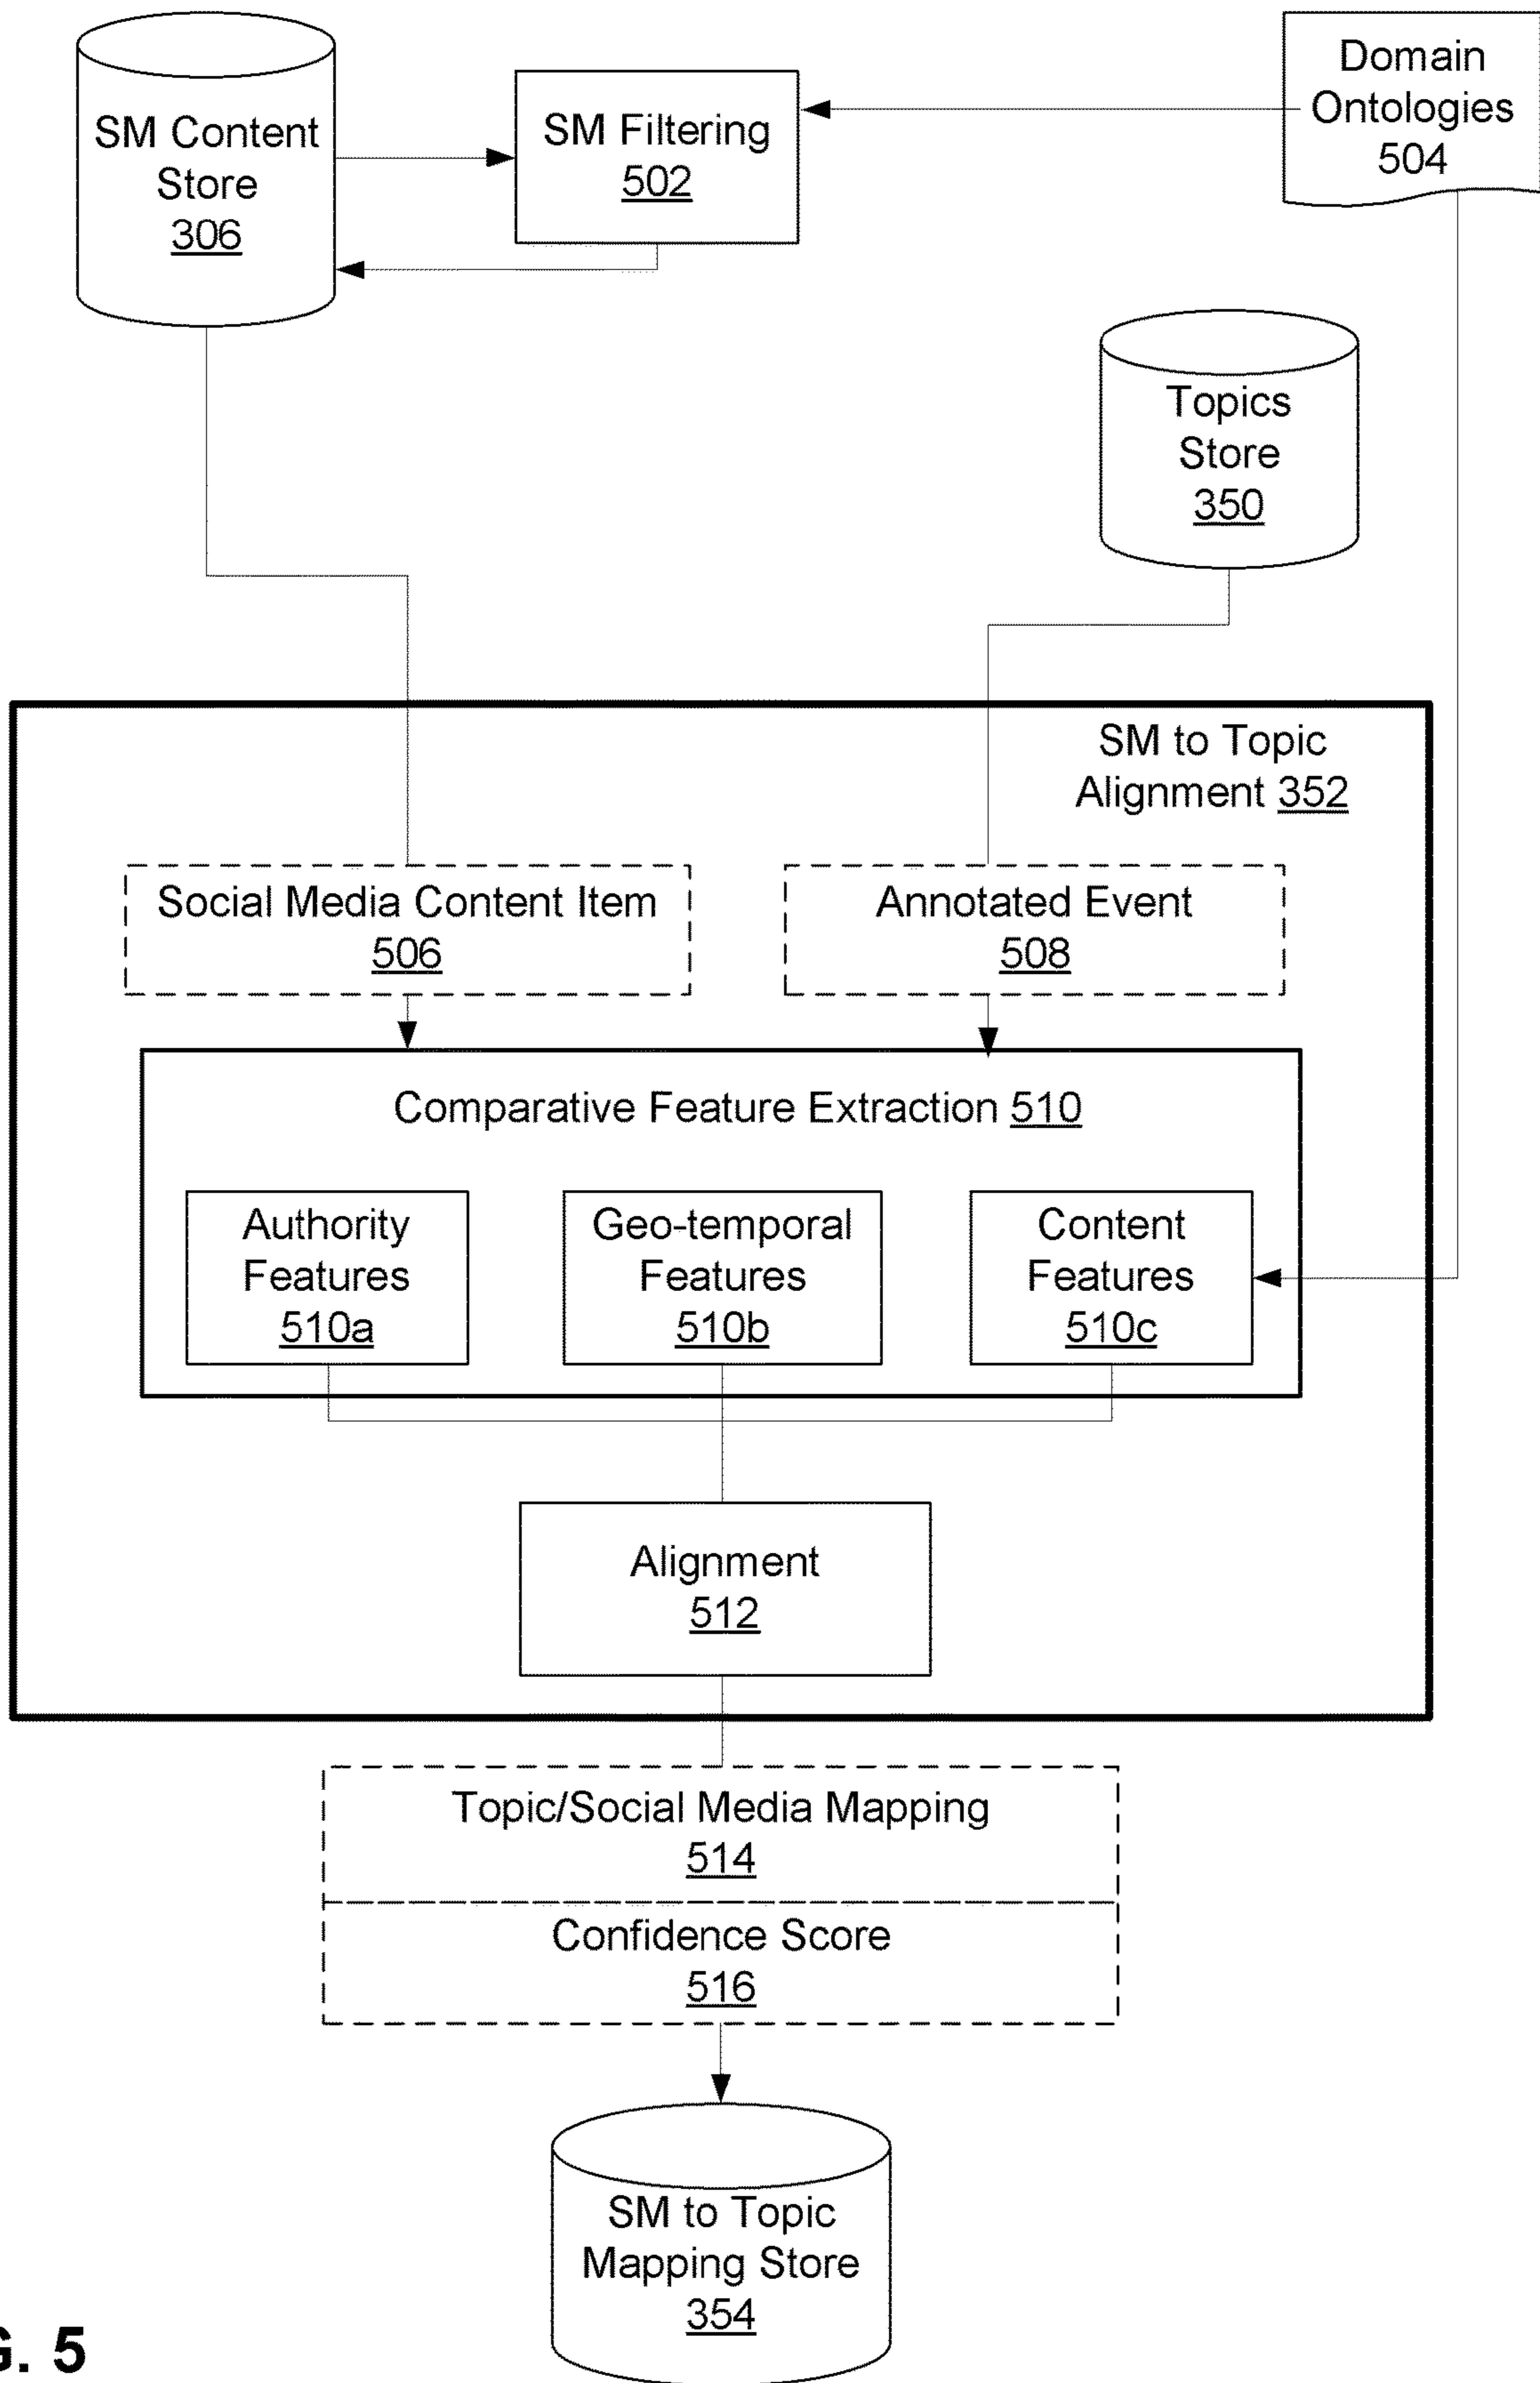 SM Content
Store
306
SM Filtering
502
Domain
Ontologies
504
Topics
Store
350
SM to Topic
Alignment 352
Social Media Content Item
506
Annotated Event
508
Comparative Feature Extraction 510
Authority
Features
510a
Geo-temporal
Features
510b
Content
Features
510c
Alignment
512
Topic/Social Media Mapping
514
Confidence Score
516
SM to Topic
Mapping Store
354
G. 5